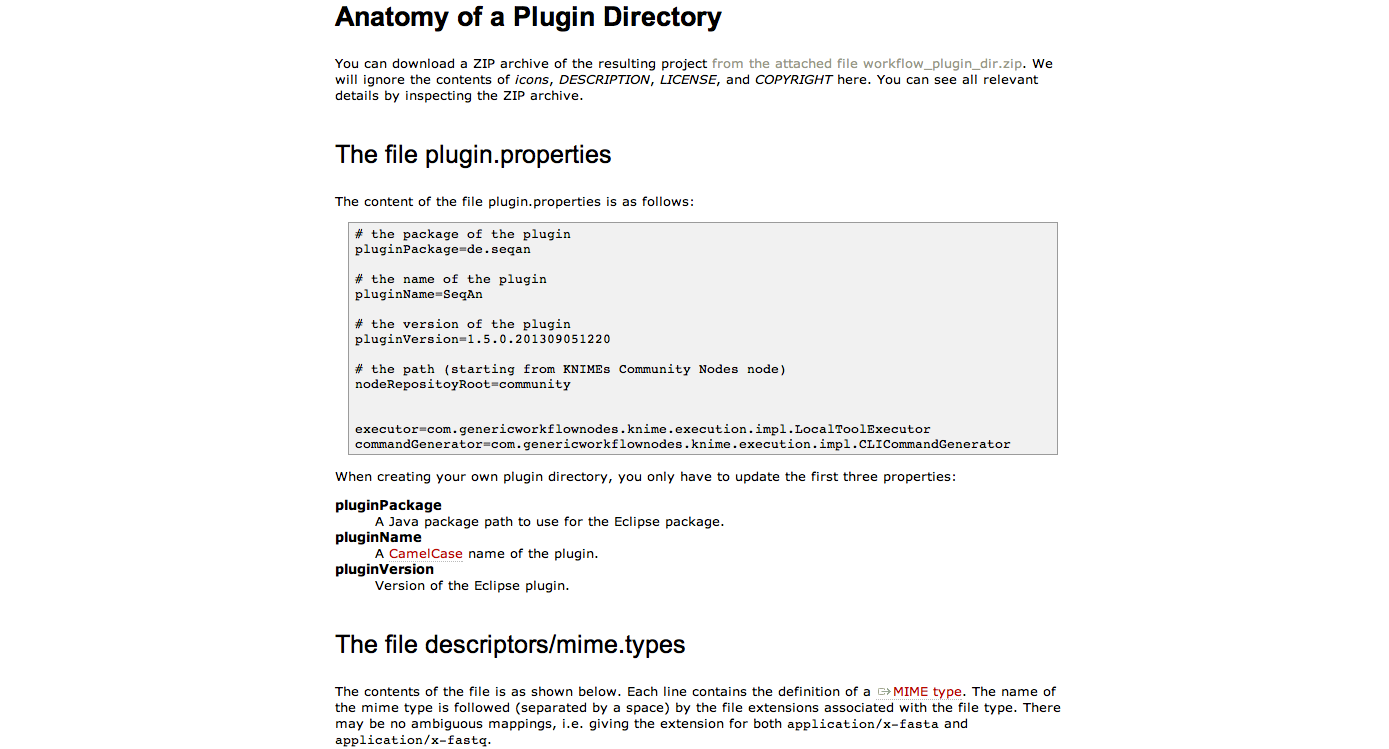 Anatomy of a Plugin Directory
You can download a ZIP archive of the resulting project from the attached file workflow_plugin_dir.zip. We
will ignore the contents of icons, DESCRIPTION, LICENSE, and COPYRIGHT here. You can see all relevant
details by inspecting the ZIP archive.
The file plugin.properties
The content of the file plugin.properties is as follows:
# the package of the plugin
pluginPackage=de.seqan
# the name of the plugin
pluginName=SeqAn
# the version of the plugin
pluginVersion=1.5.0.201309051220
# the path (starting from KNIMEs Community Nodes node)
nodeRepositoyRoot=community
executor=com.genericworkflownodes.knime.execution.impl.LocalToolExecutor
commandGenerator=com.genericworkflownodes.knime.execution.impl.CLICommandGenerator
When creating your own plugin directory, you only have to update the first three properties:
pluginPackage
A Java package path to use for the Eclipse package.
pluginName
A CamelCase name of the plugin.
pluginVersion
Version of the Eclipse plugin.
The file descriptors/mime.types
The contents of the file is as shown below. Each line contains the definition of a MIME type. The name of
the mime type is followed (separated by a space) by the file extensions associated with the file type. There
may be no ambiguous mappings, i.e. giving the extension for both application/x-fasta and
application/x-fastq.